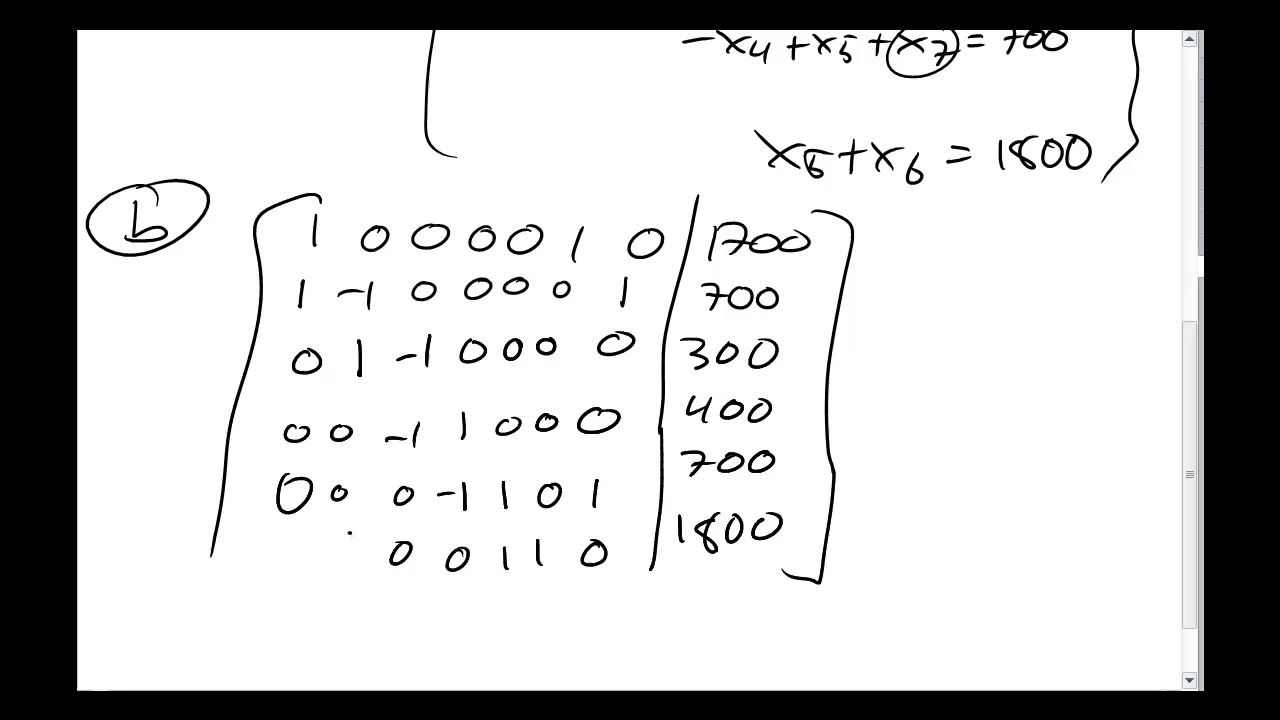 -x4 + x5 + x7 = 700
x5 + x6 = 1800
b
1 0 0 0 0 1 0 | 1700
1 -1 0 0 0 0 1 | 700
0 1 -1 0 0 0 0 | 300
0 0 -1 1 0 0 0 | 400
0 0 0 -1 1 0 1 | 700
0 0 1 1 0 | 1800